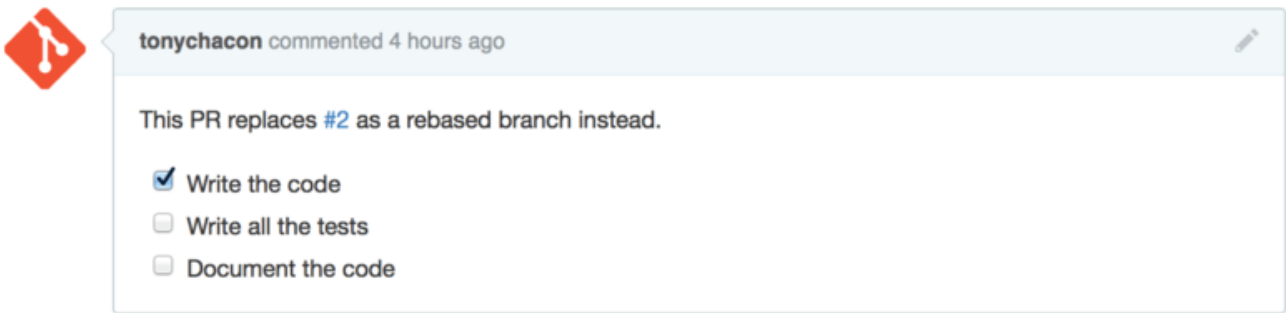 tonychacon commented 4 hours ago
This PR replaces #2 as a rebased branch instead.
Write the code
Write all the tests
Document the code